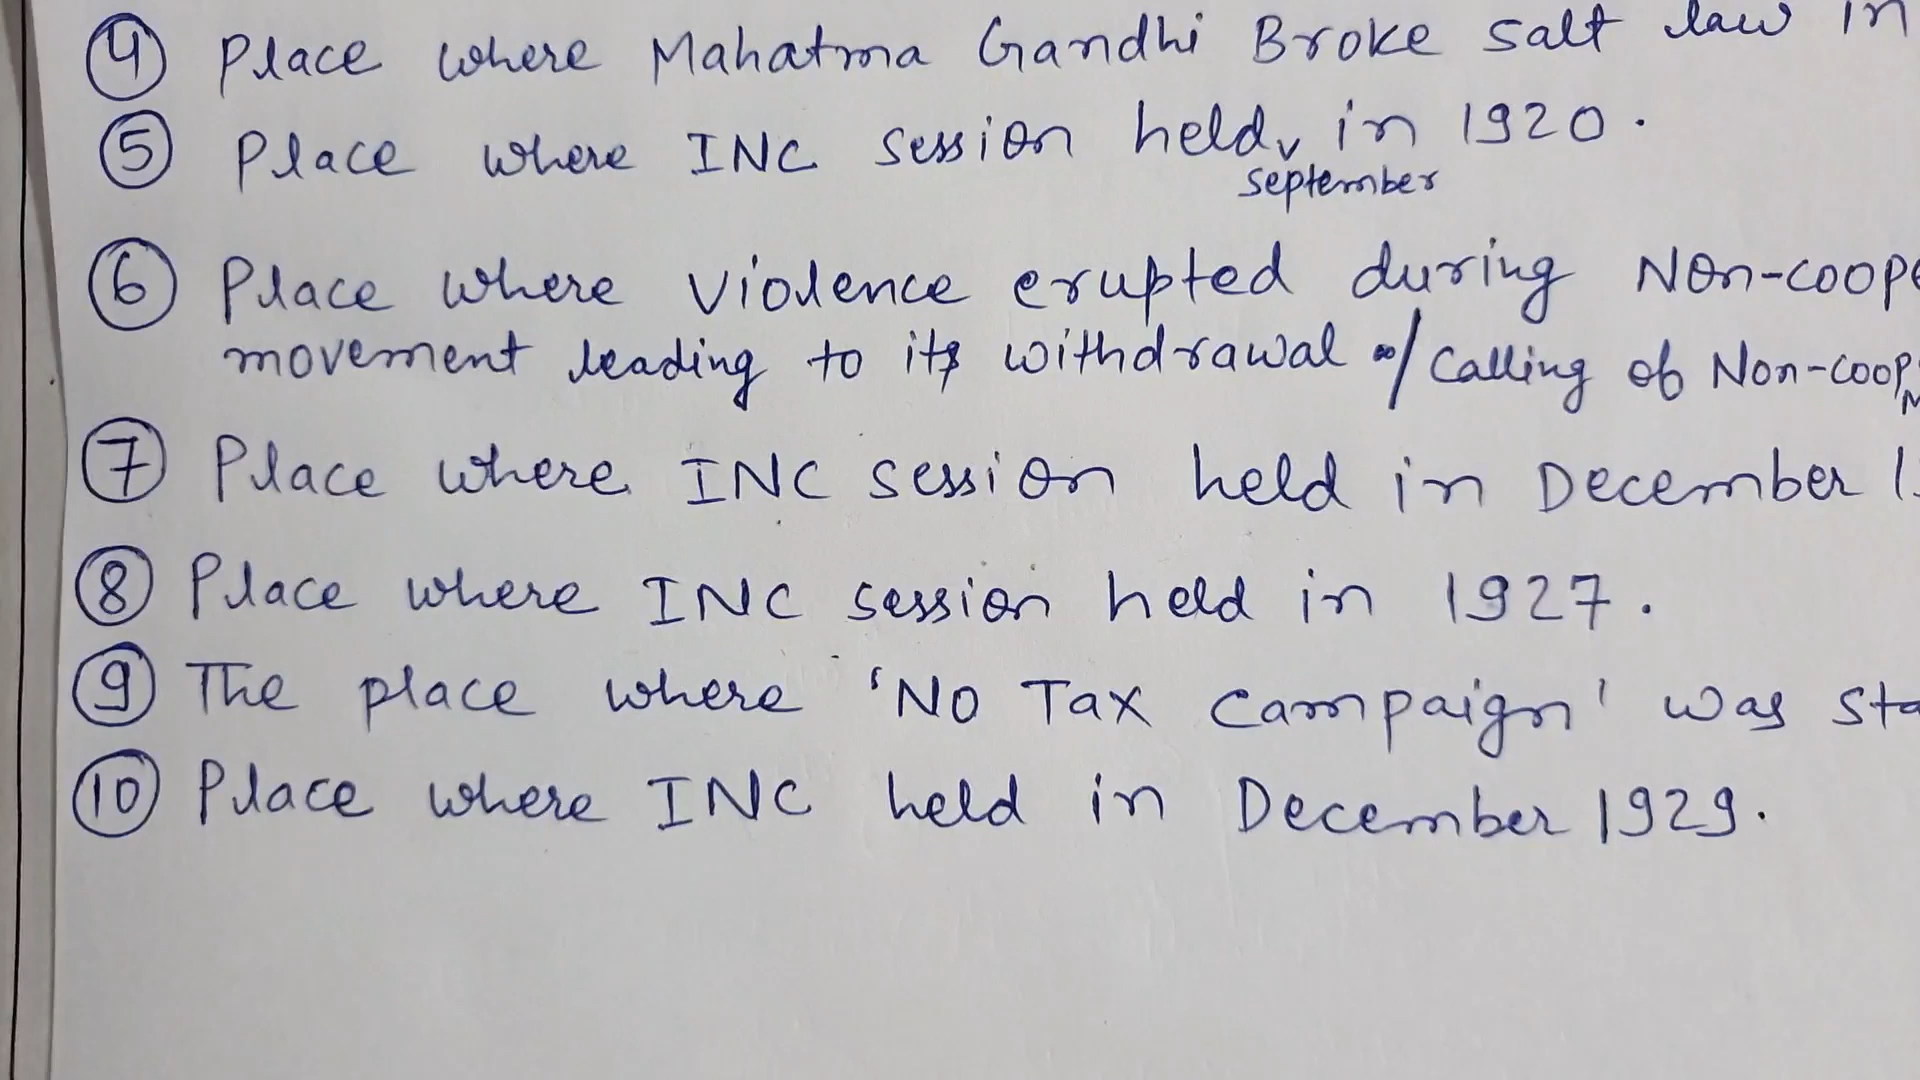 4 Place where Mahatma Gandhi Broke salt law in
5 Place where INC session held in 1920.
September
6 Place where violence erupted during Non-coope
movement leading to its withdrawal / Calling of Non-coop
7 Place where INC session held in December 1
8 Place where INC session held in 1927.
9 The place where 'No Tax Campaign' was sta
10 Place where INC held in December 1929.